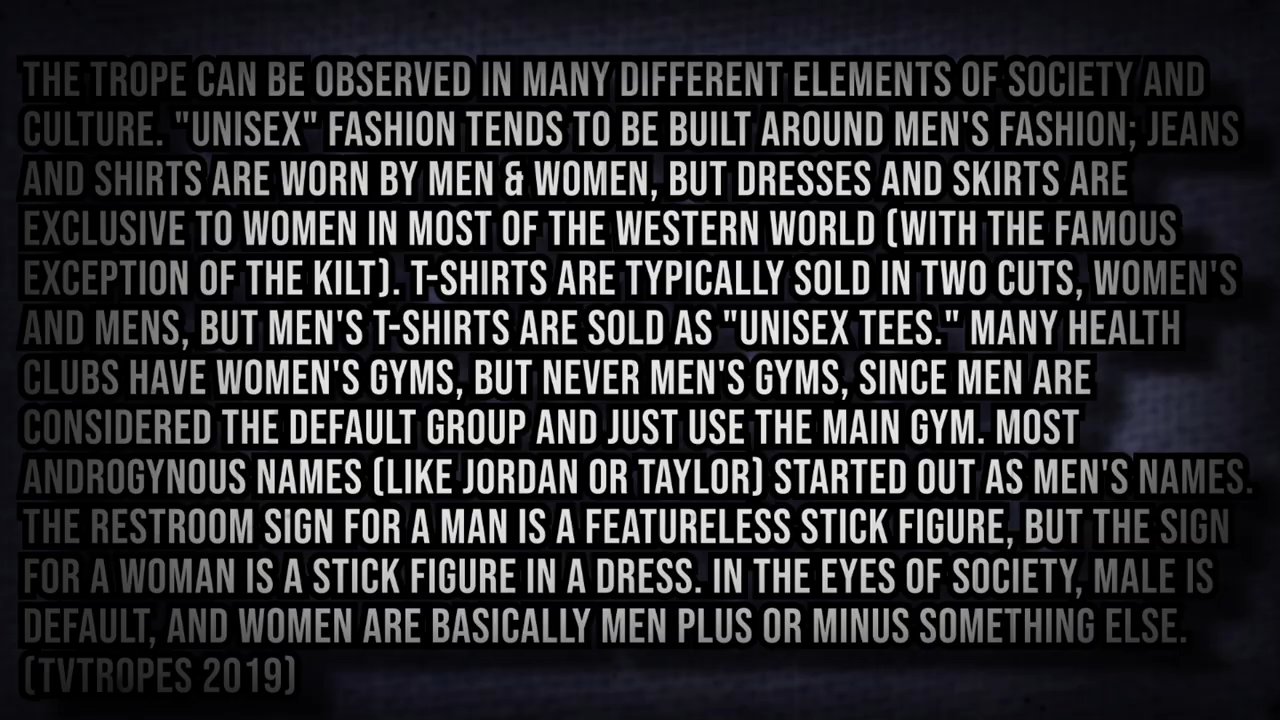 THE TROPE CAN BE OBSERVED IN MANY DIFFERENT ELEMENTS OF SOCIETY AND
CULTURE. "UNISEX" FASHION TENDS TO BE BUILT AROUND MEN'S FASHION; JEANS
AND SHIRTS ARE WORN BY MEN & WOMEN, BUT DRESSES AND SKIRTS ARE
EXCLUSIVE TO WOMEN IN MOST OF THE WESTERN WORLD (WITH THE FAMOUS
EXCEPTION OF THE KILT). T-SHIRTS ARE TYPICALLY SOLD IN TWO CUTS, WOMEN'S
AND MENS, BUT MEN'S T-SHIRTS ARE SOLD AS "UNISEX TEES." MANY HEALTH
CLUBS HAVE WOMEN'S GYMS, BUT NEVER MEN'S GYMS, SINCE MEN ARE
CONSIDERED THE DEFAULT GROUP AND JUST USE THE MAIN GYM. MOST
ANDROGYNOUS NAMES (LIKE JORDAN OR TAYLOR) STARTED OUT AS MEN'S NAMES.
THE RESTROOM SIGN FOR A MAN IS A FEATURELESS STICK FIGURE, BUT THE SIGN
FOR A WOMAN IS A STICK FIGURE IN A DRESS. IN THE EYES OF SOCIETY, MALE IS
DEFAULT, AND WOMEN ARE BASICALLY MEN PLUS OR MINUS SOMETHING ELSE.
(TVTROPES 2019)